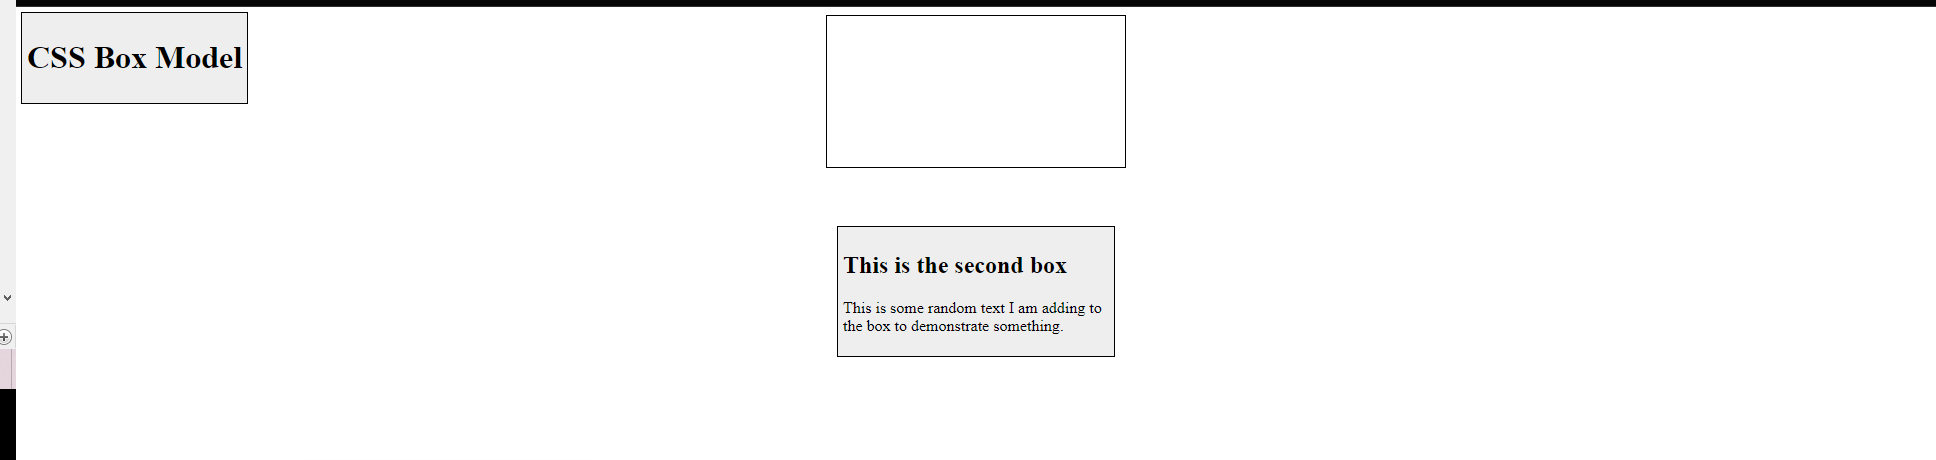 CSS Box Model
This is the second box
This is some random text I am adding to
the box to demonstrate something.